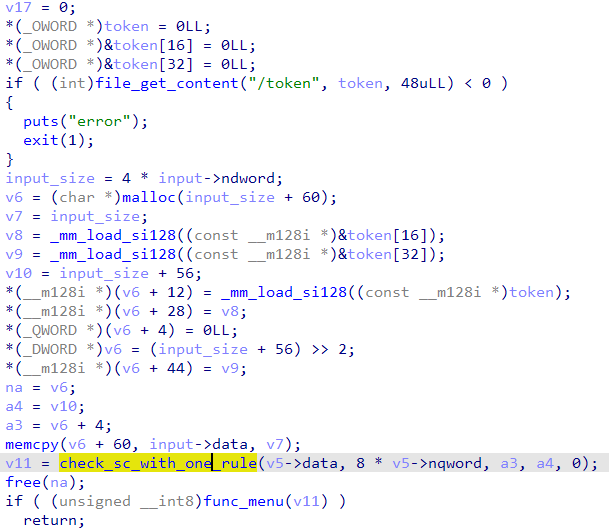 v17 = 0;
*(_OWORD *)token = 0LL;
*(_OWORD *)&token[16] = 0LL;
*(_OWORD *)&token[32] = 0LL;
if ( (int)file_get_content("/token", token, 48uLL) < 0 )
{
  puts("error");
  exit(1);
}
input_size = 4 * input->ndword;
v6 = (char *)malloc(input_size + 60);
v7 = input_size;
v8 = _mm_load_si128((const __m128i *)&token[16]);
v9 = _mm_load_si128((const __m128i *)&token[32]);
v10 = input_size + 56;
*(__m128i *)(v6 + 12) = _mm_load_si128((const __m128i *)token);
*(__m128i *)(v6 + 28) = v8;
*(_QWORD *)(v6 + 4) = 0LL;
*(_DWORD *)v6 = (input_size + 56) >> 2;
*(__m128i *)(v6 + 44) = v9;
na = v6;
a4 = v10;
a3 = v6 + 4;
memcpy(v6 + 60, input->data, v7);
v11 = check_sc_with_one_rule(v5->data, 8 * v5->nqword, a3, a4, 0);
free(na);
if ( (unsigned __int8)func_menu(v11) )
  return;